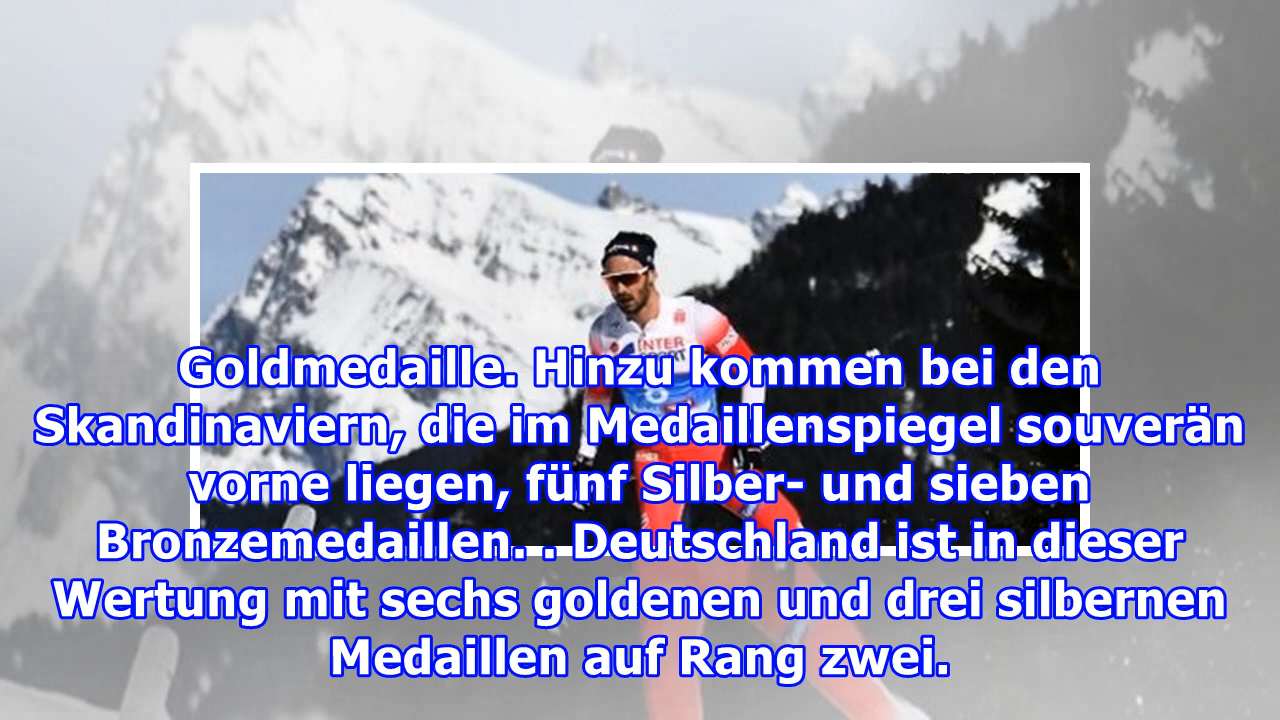 INTER
Goldmedaille. Hinzu kommen bei den
Skandinaviern, die im Medaillenspiegel souverän
vorne liegen, fünf Silber- und sieben
Bronzemedaillen. . Deutschland ist in dieser
Wertung mit sechs goldenen und drei silbernen
Medaillen auf Rang zwei.